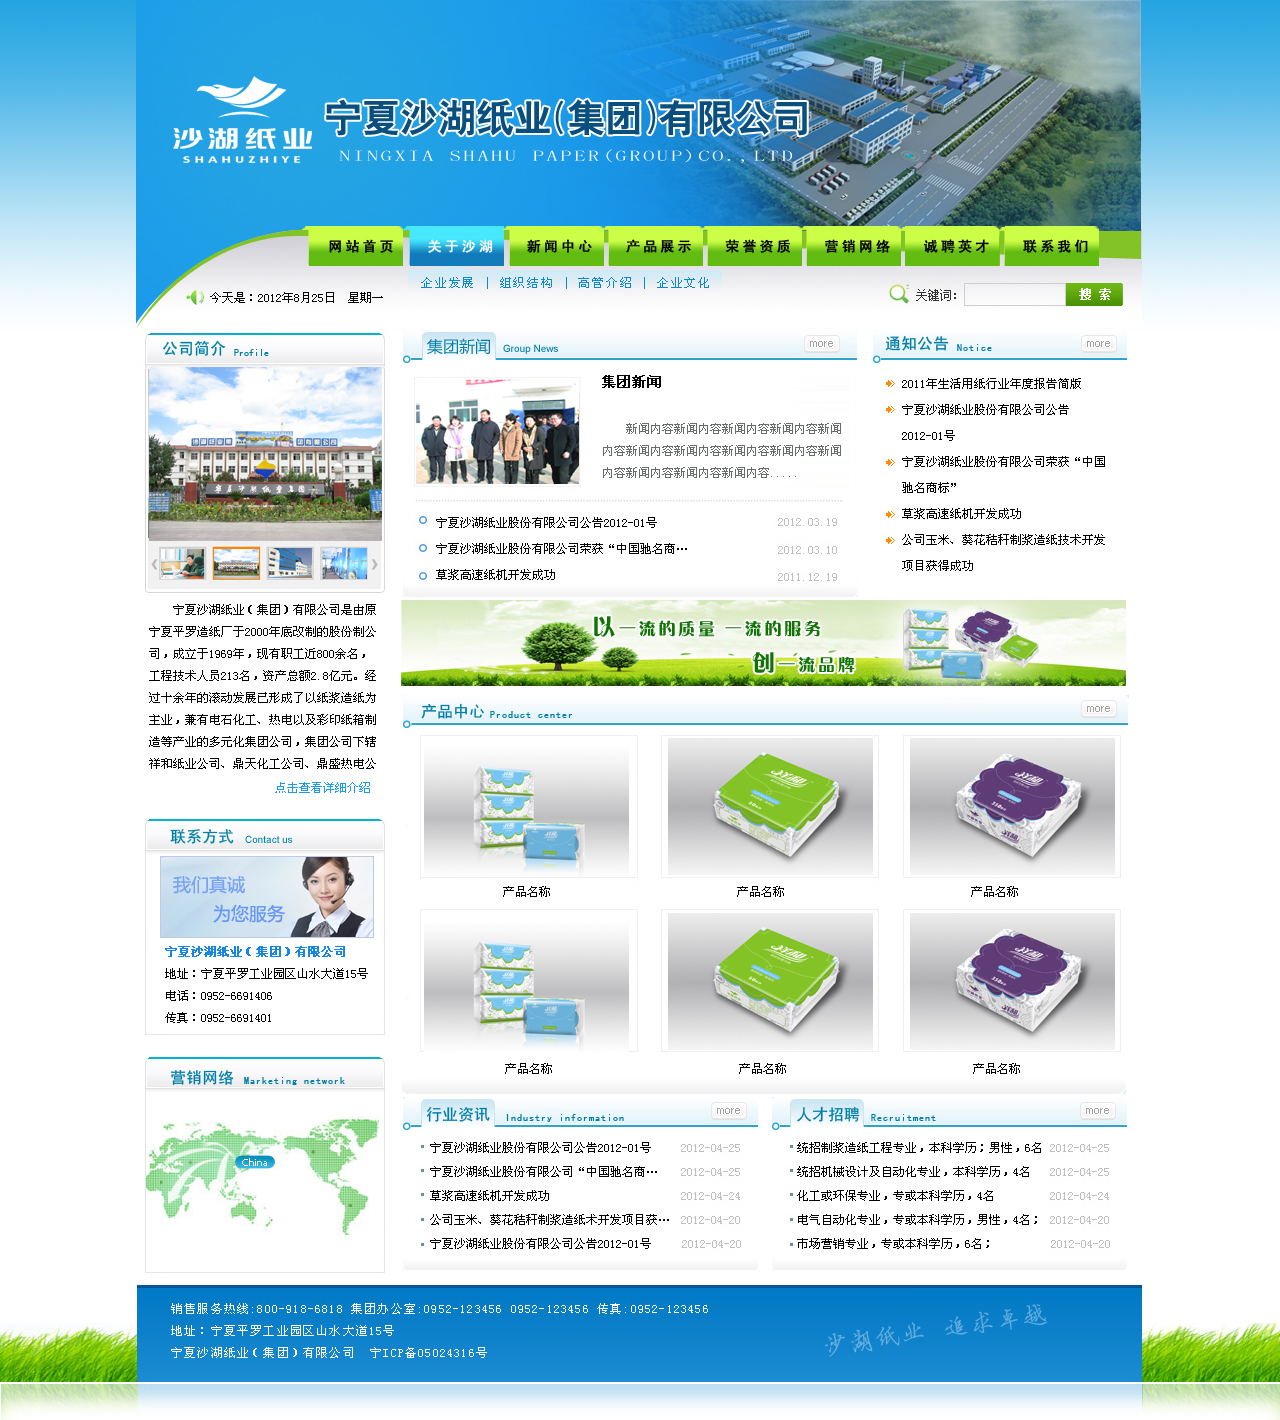 沙湖纸业
SHAHUZHIYE
宁夏沙湖纸业(集团)有限公司
NINGXIA SHAHU PAPER(GROUP)CO.,LTD
网站首页 关于沙湖 新闻中心 产品展示 荣誉资质 营销网络 诚聘英才 联系我们
企业发展 | 组织结构 | 高管介绍 | 企业文化
今天是：2012年8月25日 星期一
关键词： 搜索
公司简介 Profile
宁夏沙湖纸业（集团）有限公司是由原
宁夏平罗造纸厂于2000年底改制的股份制公
司，成立于1969年，现有职工近800余名，
工程技术人员213名，资产总额2.8亿元。经
过十余年的滚动发展已形成了以纸浆造纸为
主业，兼有电石化工、热电以及彩印纸箱制
造等产业的多元化集团公司，集团公司下辖
祥和纸业公司、鼎天化工公司、鼎盛热电公
点击查看详细介绍
联系方式 Contact us
我们真诚
为您服务
宁夏沙湖纸业（集团）有限公司
地址：宁夏平罗工业园区山水大道15号
电话：0952-6691406
传真：0952-6691401
营销网络 Marketing network
China
集团新闻 Group News more
集团新闻
新闻内容新闻内容新闻内容新闻内容新闻
内容新闻内容新闻内容新闻内容新闻内容新闻
内容新闻内容新闻内容新闻内容.....
宁夏沙湖纸业股份有限公司公告2012-01号 2012.03.19
宁夏沙湖纸业股份有限公司荣获“中国驰名商… 2012.03.10
草浆高速纸机开发成功 2011.12.19
通知公告 Notice more
2011年生活用纸行业年度报告简版
宁夏沙湖纸业股份有限公司公告
2012-01号
宁夏沙湖纸业股份有限公司荣获“中国
驰名商标”
草浆高速纸机开发成功
公司玉米、葵花秸秆制浆造纸技术开发
项目获得成功
以一流的质量 一流的服务
创一流品牌
产品中心 Product center more
产品名称 产品名称 产品名称
产品名称 产品名称 产品名称
行业资讯 Industry information more
宁夏沙湖纸业股份有限公司公告2012-01号 2012-04-25
宁夏沙湖纸业股份有限公司“中国驰名商… 2012-04-25
草浆高速纸机开发成功 2012-04-24
公司玉米、葵花秸秆制浆造纸术开发项目获… 2012-04-20
宁夏沙湖纸业股份有限公司公告2012-01号 2012-04-20
人才招聘 Recruitment more
统招制浆造纸工程专业，本科学历；男性，6名 2012-04-25
统招机械设计及自动化专业，本科学历，4名 2012-04-25
化工或环保专业，专或本科学历，4名 2012-04-24
电气自动化专业，专或本科学历，男性，4名； 2012-04-20
市场营销专业，专或本科学历，6名； 2012-04-20
销售服务热线:800-918-6818 集团办公室:0952-123456 0952-123456 传真:0952-123456
地址：宁夏平罗工业园区山水大道15号
宁夏沙湖纸业（集团）有限公司 宁ICP备05024316号
沙湖纸业 追求卓越